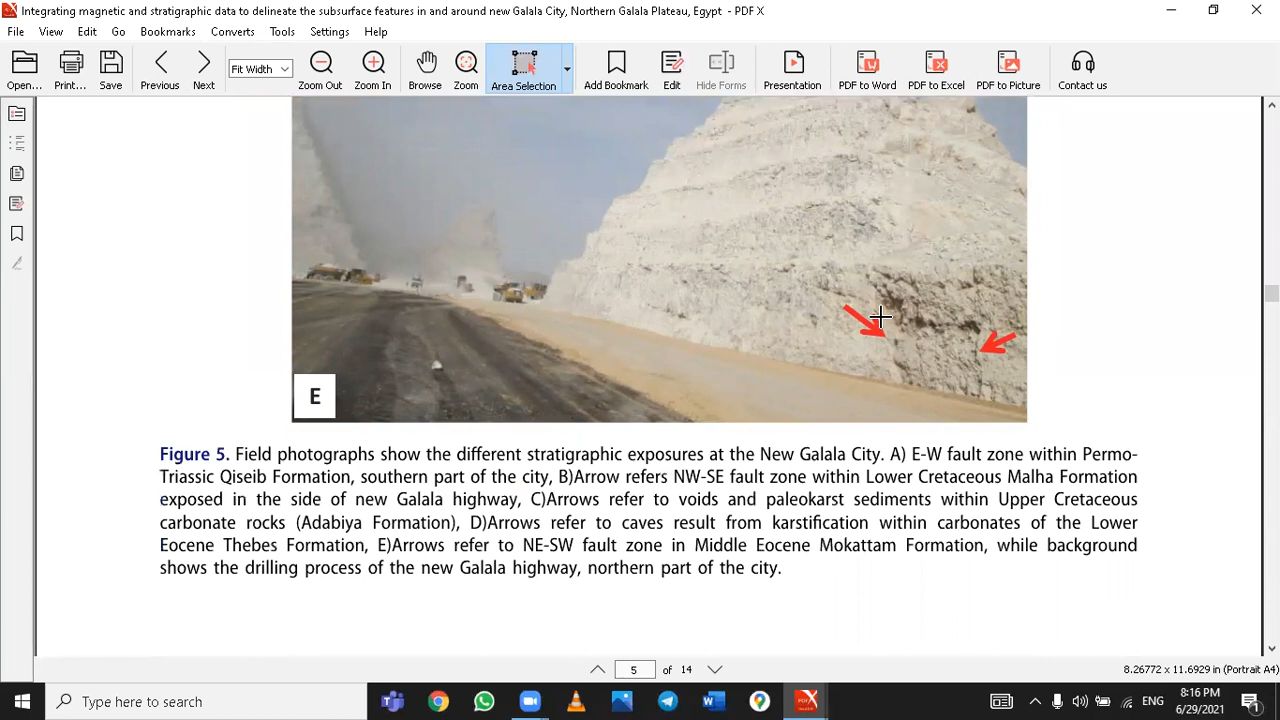 Integrating magnetic and stratigraphic data to delineate the subsurface features in and around new Galala City, Northern Galala Plateau, Egypt - PDF X
File View Edit Go Bookmarks Converts Tools Settings Help
Open... Print... Save Previous Next Fit Width Zoom Out Zoom In Browse Zoom Area Selection Add Bookmark Edit Hide Forms Presentation PDF to Word PDF to Excel PDF to Picture Contact us
E
Figure 5. Field photographs show the different stratigraphic exposures at the New Galala City. A) E-W fault zone within Permo-
Triassic Qiseib Formation, southern part of the city, B)Arrow refers NW-SE fault zone within Lower Cretaceous Malha Formation
exposed in the side of new Galala highway, C)Arrows refer to voids and paleokarst sediments within Upper Cretaceous
carbonate rocks (Adabiya Formation), D)Arrows refer to caves result from karstification within carbonates of the Lower
Eocene Thebes Formation, E)Arrows refer to NE-SW fault zone in Middle Eocene Mokattam Formation, while background
shows the drilling process of the new Galala highway, northern part of the city.
5 of 14
8.26772 x 11.6929 in (Portrait A4)
Type here to search
ENG
8:16 PM
6/29/2021
1